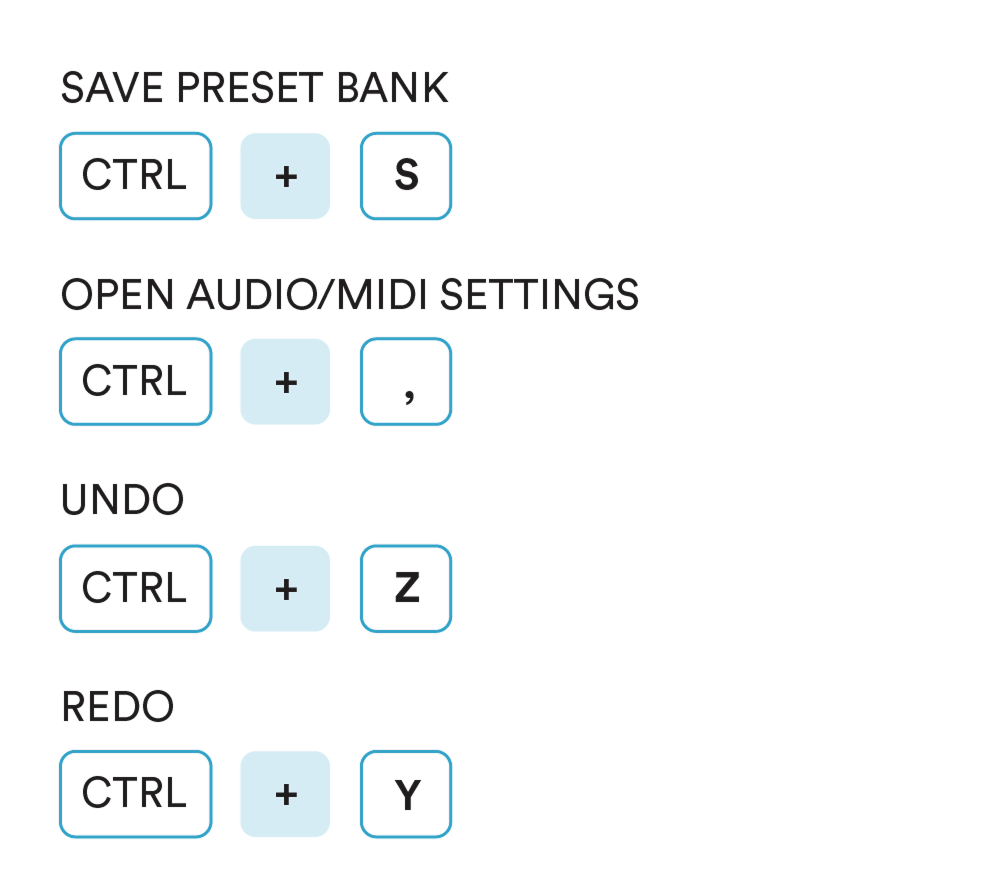 SAVE PRESET BANK
CTRL + S
OPEN AUDIO/MIDI SETTINGS
CTRL + ,
UNDO
CTRL + Z
REDO
CTRL + Y